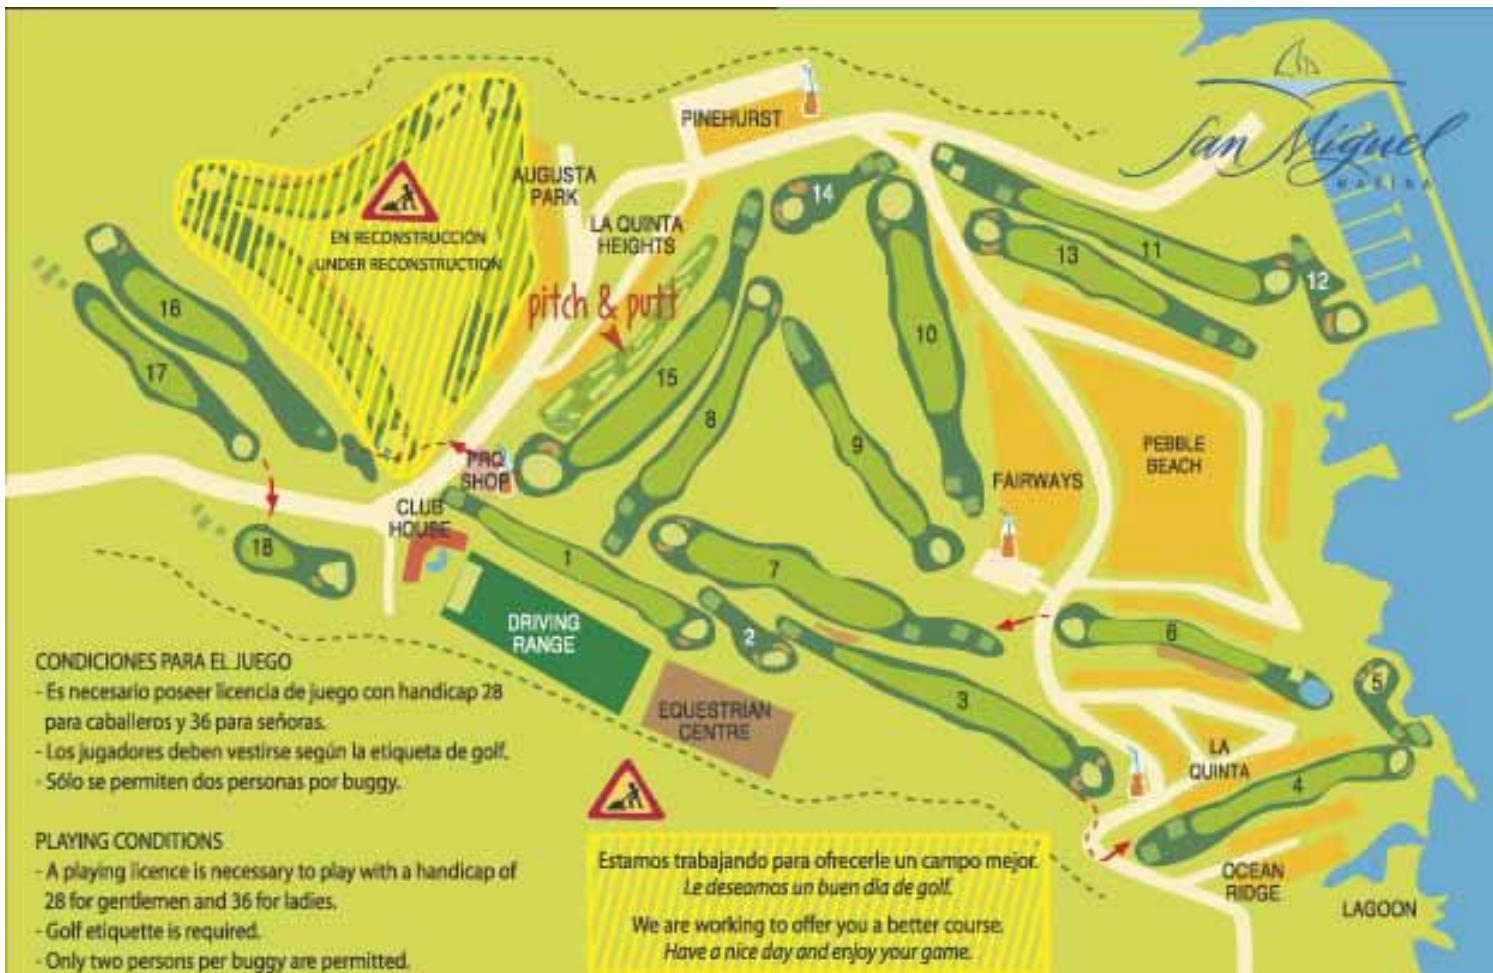 San Miguel
MARINA
PINEHURST
AUGUSTA
PARK
LA QUINTA
HEIGHTS
EN RECONSTRUCCIÓN
UNDER RECONSTRUCTION
pitch & putt
14
13
11
12
16
17
15
8
10
9
PRO
SHOP
CLUB
HOUSE
FAIRWAYS
PEBBLE
BEACH
18
1
7
2
DRIVING
RANGE
6
5
3
EQUESTRIAN
CENTRE
LA
QUINTA
4
OCEAN
RIDGE
LAGOON
CONDICIONES PARA EL JUEGO
- Es necesario poseer licencia de juego con handicap 28
para caballeros y 36 para señoras.
- Los jugadores deben vestirse según la etiqueta de golf.
- Sólo se permiten dos personas por buggy.
PLAYING CONDITIONS
- A playing licence is necessary to play with a handicap of
28 for gentlemen and 36 for ladies.
- Golf etiquette is required.
- Only two persons per buggy are permitted.
Estamos trabajando para ofrecerle un campo mejor.
Le deseamos un buen día de golf.
We are working to offer you a better course.
Have a nice day and enjoy your game.